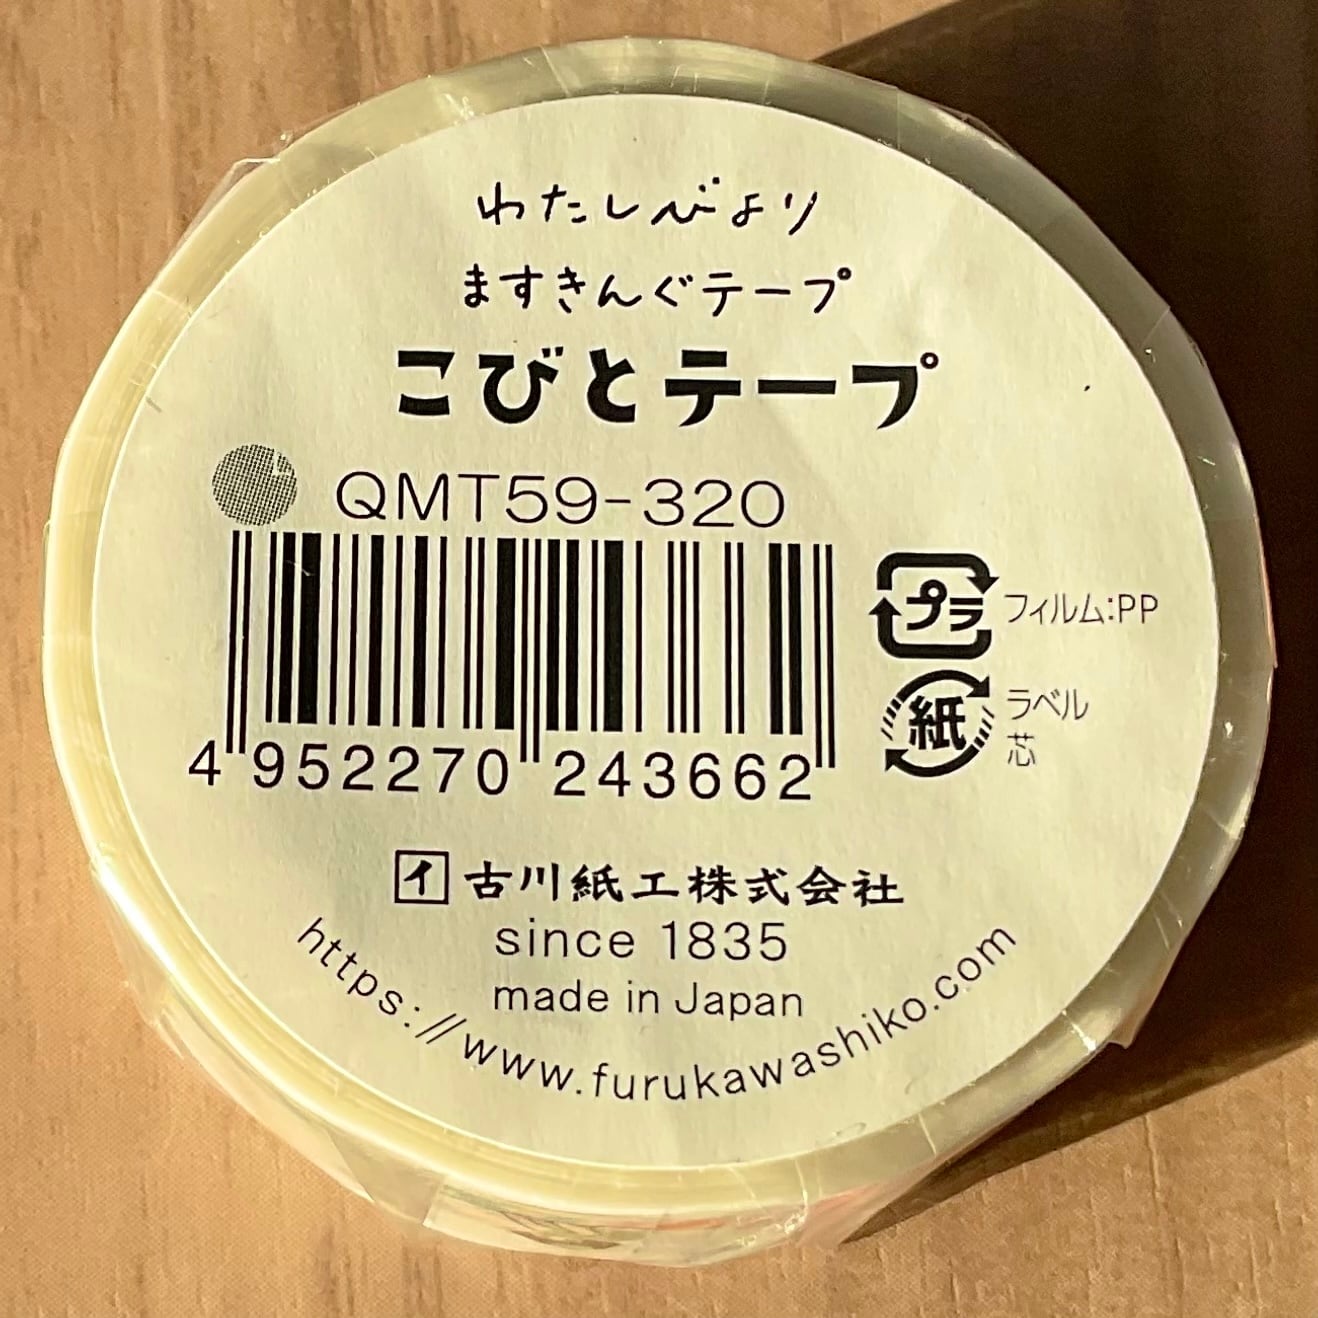 わたしびより
ますきんぐテープ
こびとテープ
QMT59-320
4 952270 243662
プラ フィルム:PP
紙 ラベル
芯
イ 古川紙工株式会社
since 1835
made in Japan
https://www.furukawashiko.com